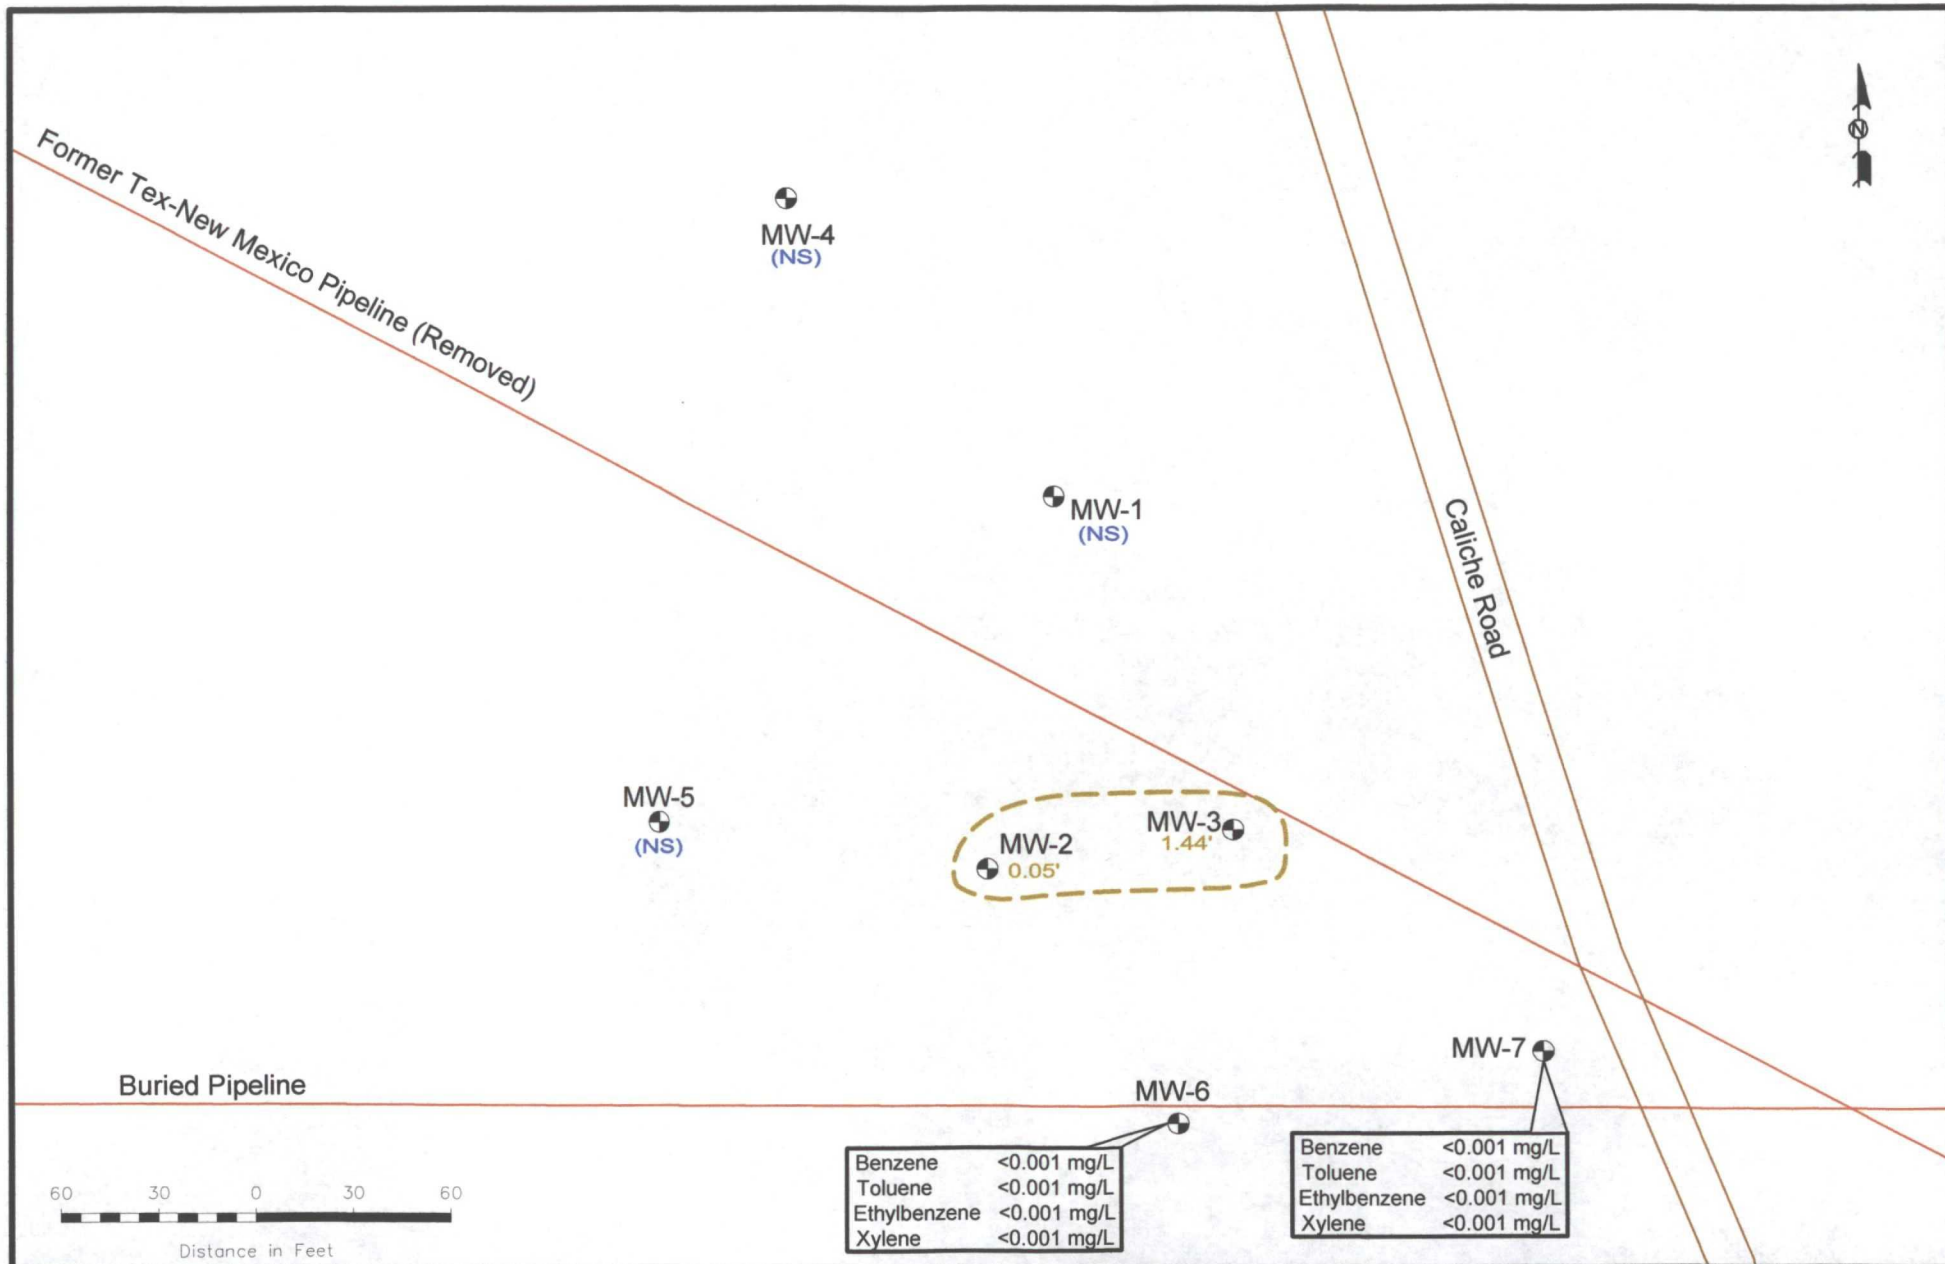 N
Former Tex-New Mexico Pipeline (Removed)
MW-4
(NS)
MW-1
(NS)
Caliche Road
MW-5
(NS)
MW-2
0.05'
MW-3
1.44'
Buried Pipeline
MW-6
MW-7
Benzene <0.001 mg/L
Toluene <0.001 mg/L
Ethylbenzene <0.001 mg/L
Xylene <0.001 mg/L
Benzene <0.001 mg/L
Toluene <0.001 mg/L
Ethylbenzene <0.001 mg/L
Xylene <0.001 mg/L
60 30 0 30 60
Distance in Feet